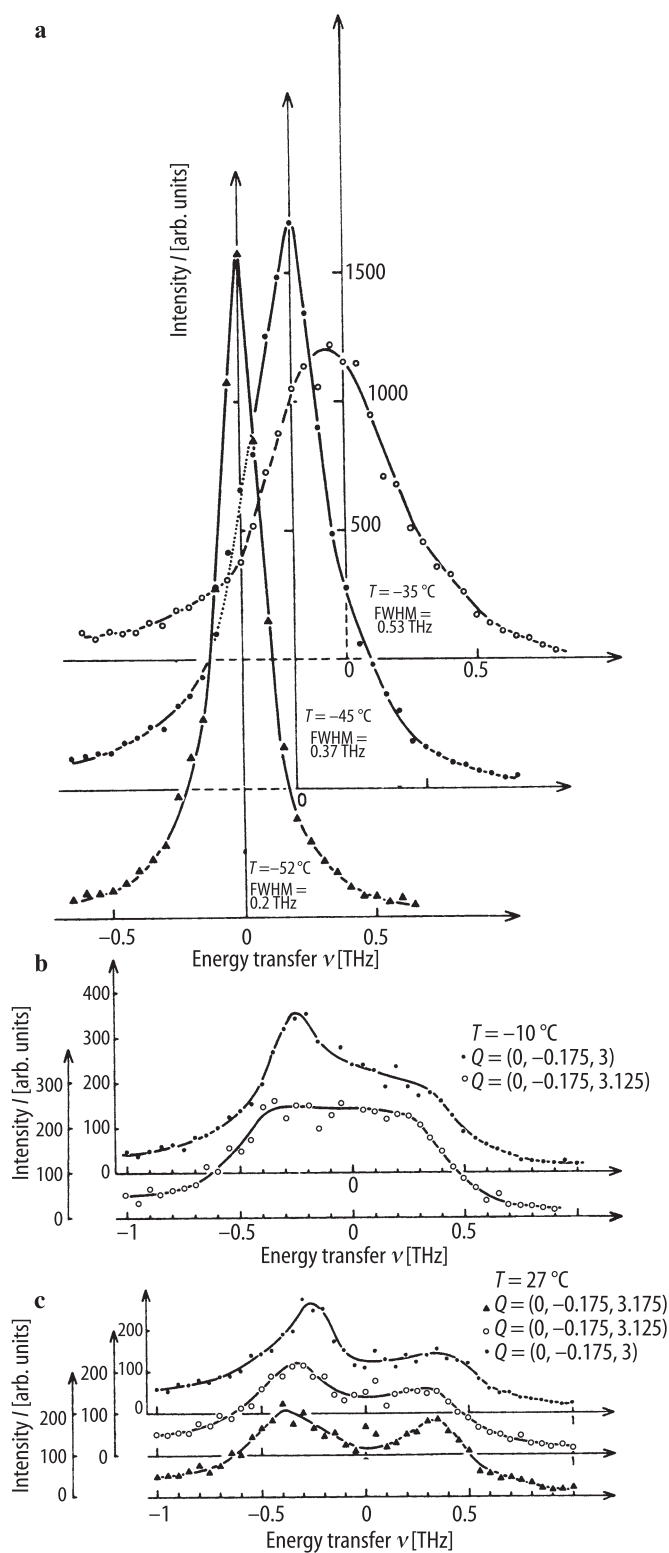 a
Intensity I [arb. units]
1500
1000
500
T = –35 °C
FWHM =
0.53 THz
0
0.5
T = –45 °C
FWHM =
0.37 THz
0
T = –52 °C
FWHM =
0.2 THz
–0.5
0
0.5
Energy transfer ν [THz]
b
Intensity I [arb. units]
400
300
200
100
0
300
200
100
0
T = –10 °C
Q = (0, –0.175, 3)
Q = (0, –0.175, 3.125)
0
–1
–0.5
0
0.5
Energy transfer ν [THz]
c
Intensity I [arb. units]
T = 27 °C
Q = (0, –0.175, 3.175)
Q = (0, –0.175, 3.125)
Q = (0, –0.175, 3)
200
100
0
200
100
0
200
100
0
1
1
–1
–0.5
0
0.5
1
Energy transfer ν [THz]